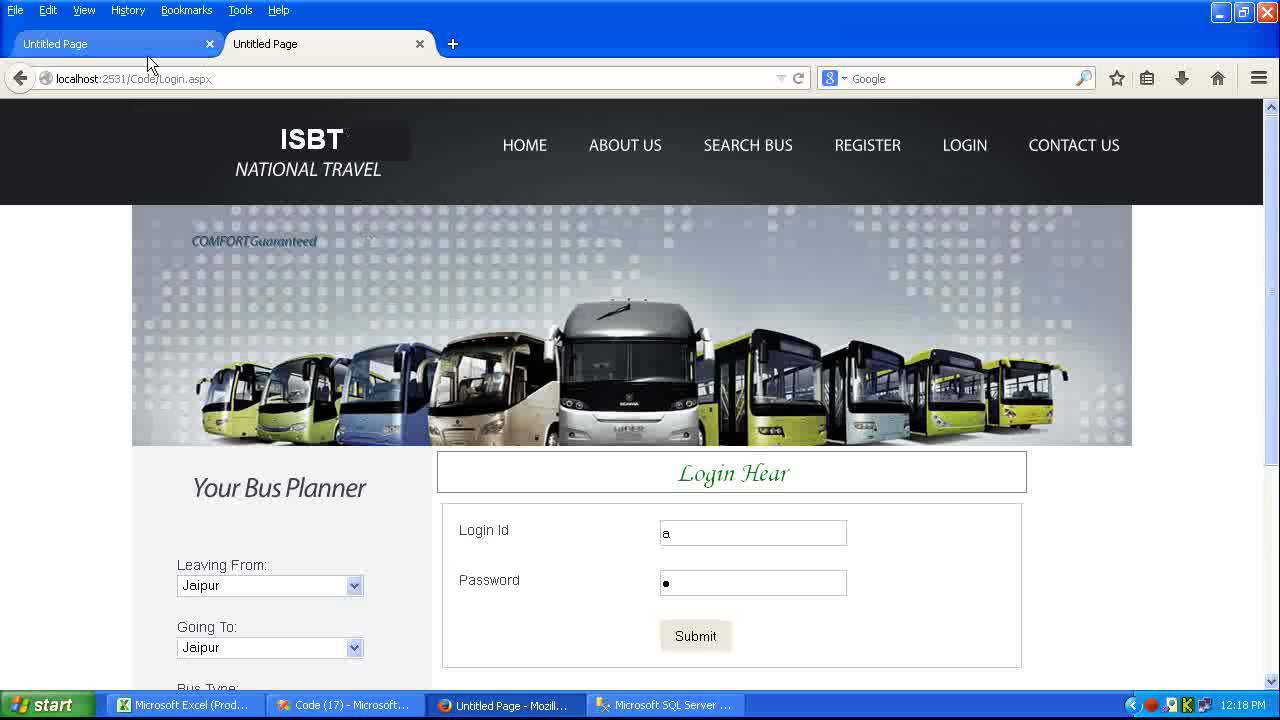 File Edit View History Bookmarks Tools Help
Untitled Page Untitled Page
localhost:2531/Code/Login.aspx Google
ISBT
NATIONAL TRAVEL
HOME ABOUT US SEARCH BUS REGISTER LOGIN CONTACT US
COMFORT Guaranteed
SCANIA
Your Bus Planner
Login Hear
Leaving From:
Jaipur
Going To:
Jaipur
Bus Type:
Login Id a
Password
Submit
start Microsoft Excel (Prod... Code (17) - Microsoft... Untitled Page - Mozill... Microsoft SQL Server ... 12:18 PM